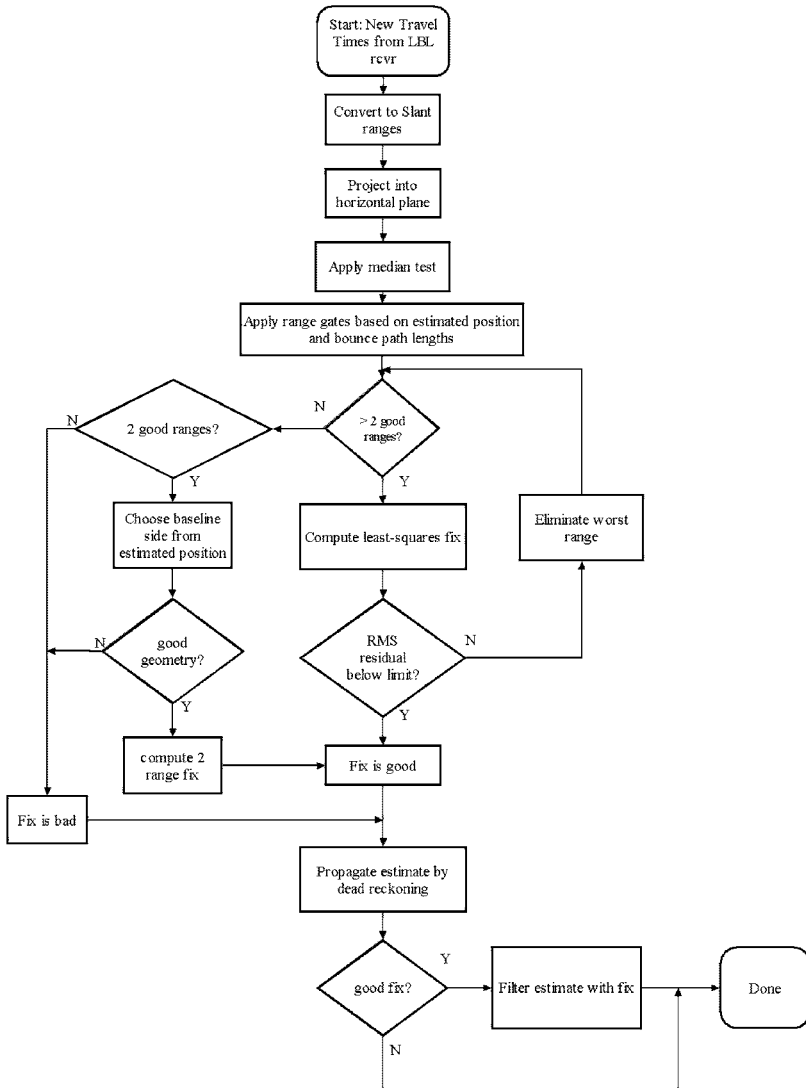 Start: New Travel
Times from LBL
rcvr
Convert to Slant
ranges
Project into
horizontal plane
Apply median test
Apply range gates based on estimated position
and bounce path lengths
N
2 good ranges?
N
> 2 good
ranges?
Y
Y
Choose baseline
side from
estimated position
Compute least-squares fix
Eliminate worst
range
N
good
geometry?
Y
RMS
residual
below limit?
N
Y
compute 2
range fix
Fix is good
Fix is bad
Propagate estimate by
dead reckoning
good fix?
Y
Filter estimate with fix
Done
N